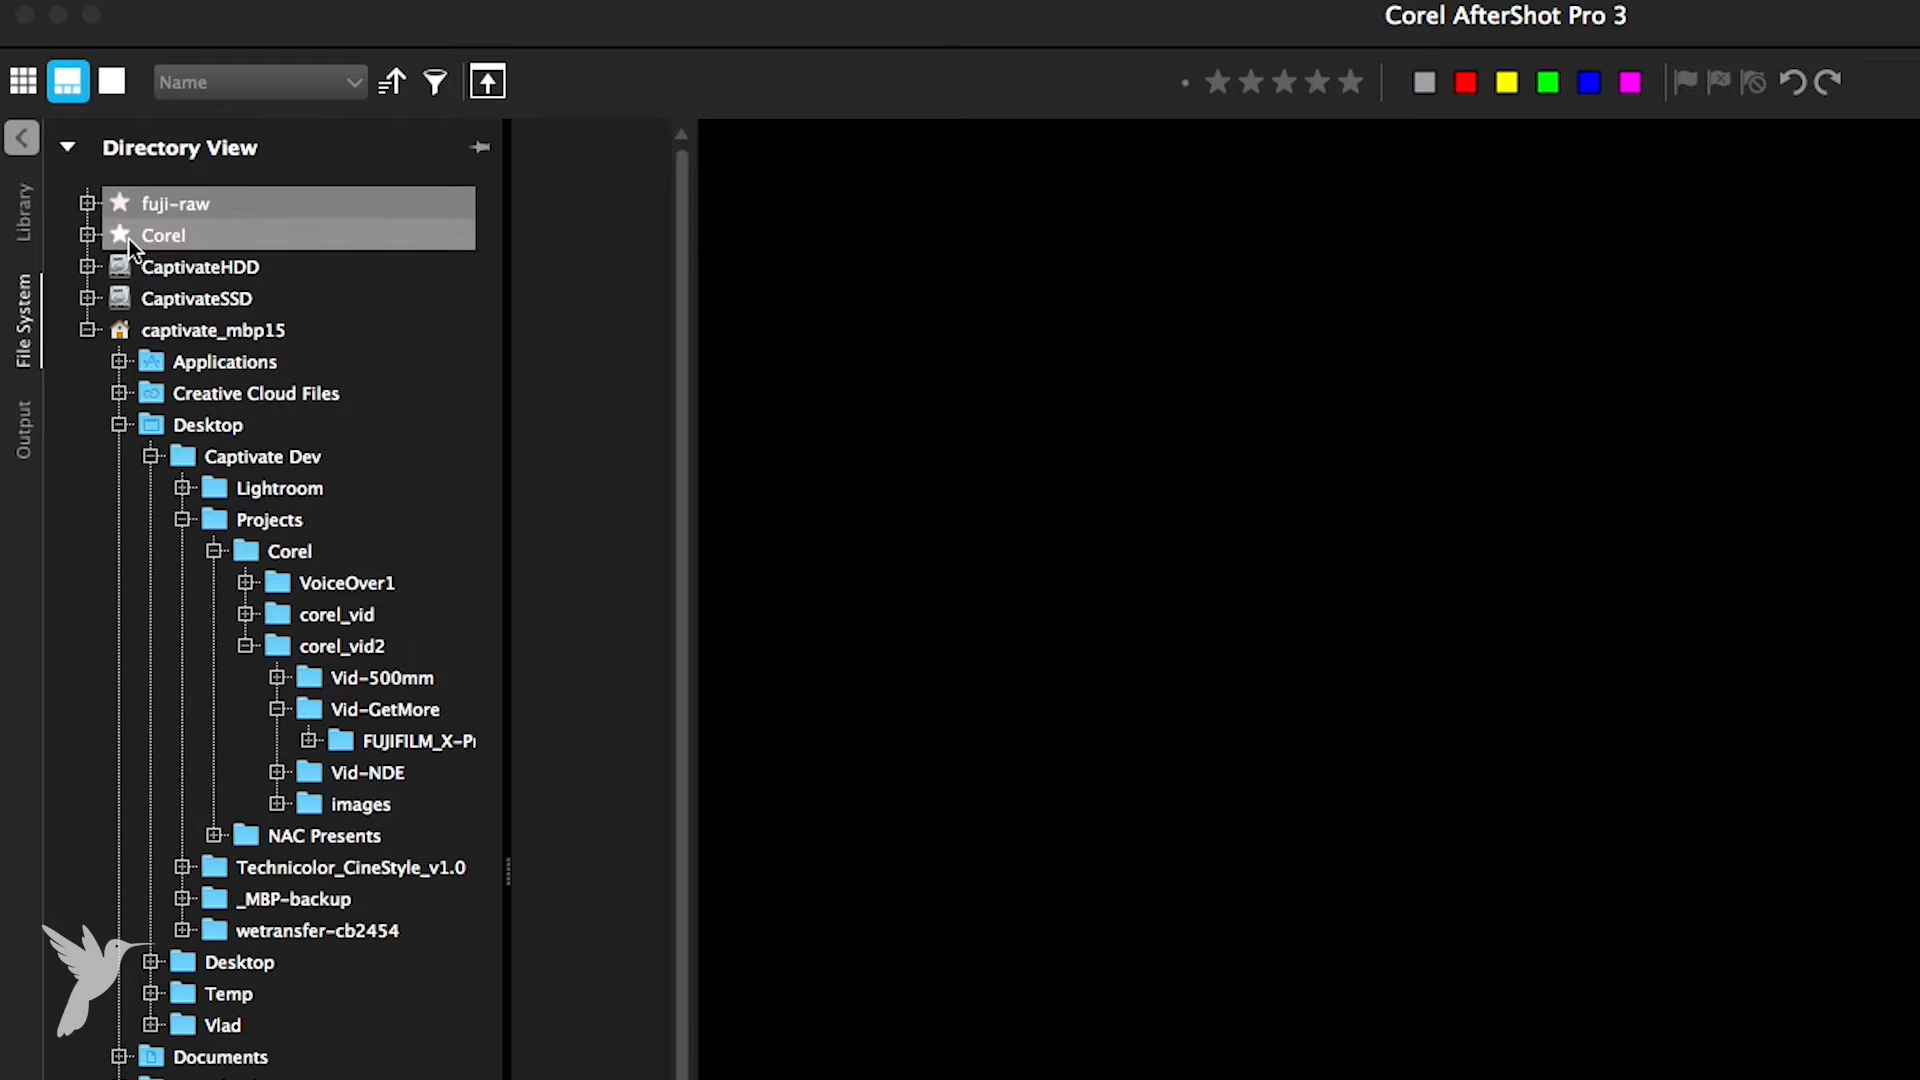 Corel AfterShot Pro 3
Name
Directory View
Library
File System
Output
fuji-raw
Corel
CaptivateHDD
CaptivateSSD
captivate_mbp15
Applications
Creative Cloud Files
Desktop
Captivate Dev
Lightroom
Projects
Corel
VoiceOver1
corel_vid
corel_vid2
Vid-500mm
Vid-GetMore
FUJIFILM_X-P
Vid-NDE
images
NAC Presents
Technicolor_CineStyle_v1.0
_MBP-backup
wetransfer-cb2454
Desktop
Temp
Vlad
Documents